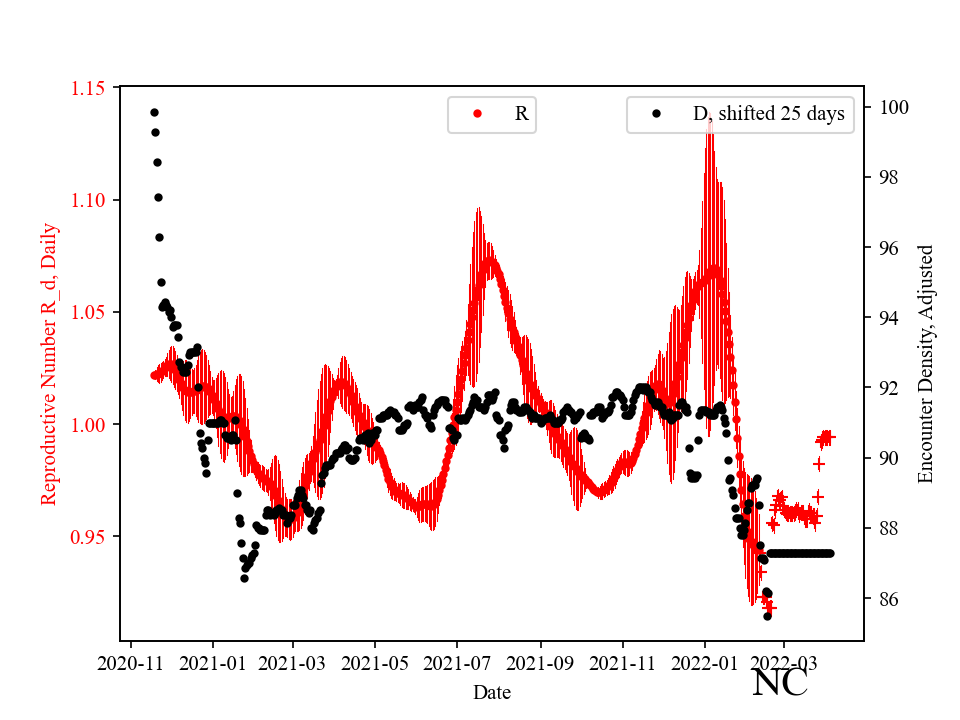 R
D, shifted 25 days
1.15
1.10
1.05
1.00
0.95
Reproductive Number R_d, Daily
100
98
96
94
92
90
88
86
Encounter Density, Adjusted
2020-11 2021-01 2021-03 2021-05 2021-07 2021-09 2021-11 2022-01 2022-03
Date
NC